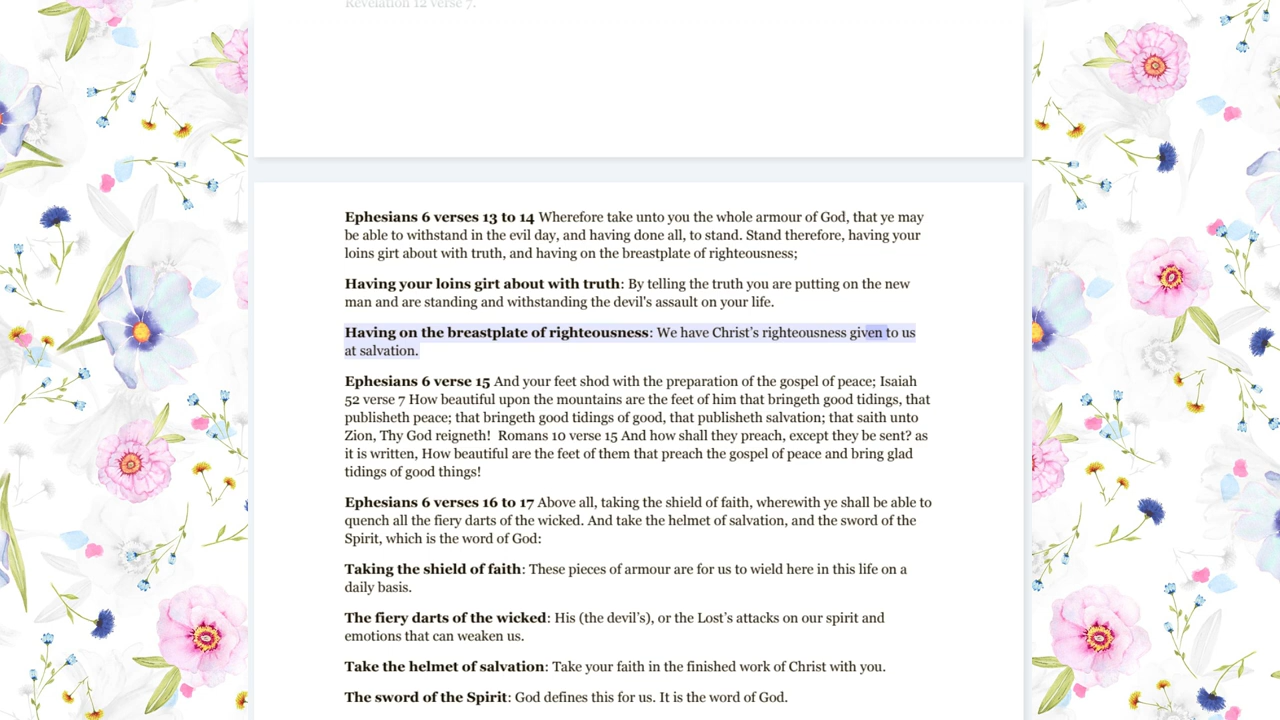 Revelation 12 verse 7.
Ephesians 6 verses 13 to 14 Wherefore take unto you the whole armour of God, that ye may
be able to withstand in the evil day, and having done all, to stand. Stand therefore, having your
loins girt about with truth, and having on the breastplate of righteousness;
Having your loins girt about with truth: By telling the truth you are putting on the new
man and are standing and withstanding the devil's assault on your life.
Having on the breastplate of righteousness: We have Christ’s righteousness given to us
at salvation.
Ephesians 6 verse 15 And your feet shod with the preparation of the gospel of peace; Isaiah
52 verse 7 How beautiful upon the mountains are the feet of him that bringeth good tidings, that
publisheth peace; that bringeth good tidings of good, that publisheth salvation; that saith unto
Zion, Thy God reigneth!  Romans 10 verse 15 And how shall they preach, except they be sent? as
it is written, How beautiful are the feet of them that preach the gospel of peace and bring glad
tidings of good things!
Ephesians 6 verses 16 to 17 Above all, taking the shield of faith, wherewith ye shall be able to
quench all the fiery darts of the wicked. And take the helmet of salvation, and the sword of the
Spirit, which is the word of God:
Taking the shield of faith: These pieces of armour are for us to wield here in this life on a
daily basis.
The fiery darts of the wicked: His (the devil’s), or the Lost’s attacks on our spirit and
emotions that can weaken us.
Take the helmet of salvation: Take your faith in the finished work of Christ with you.
The sword of the Spirit: God defines this for us. It is the word of God.